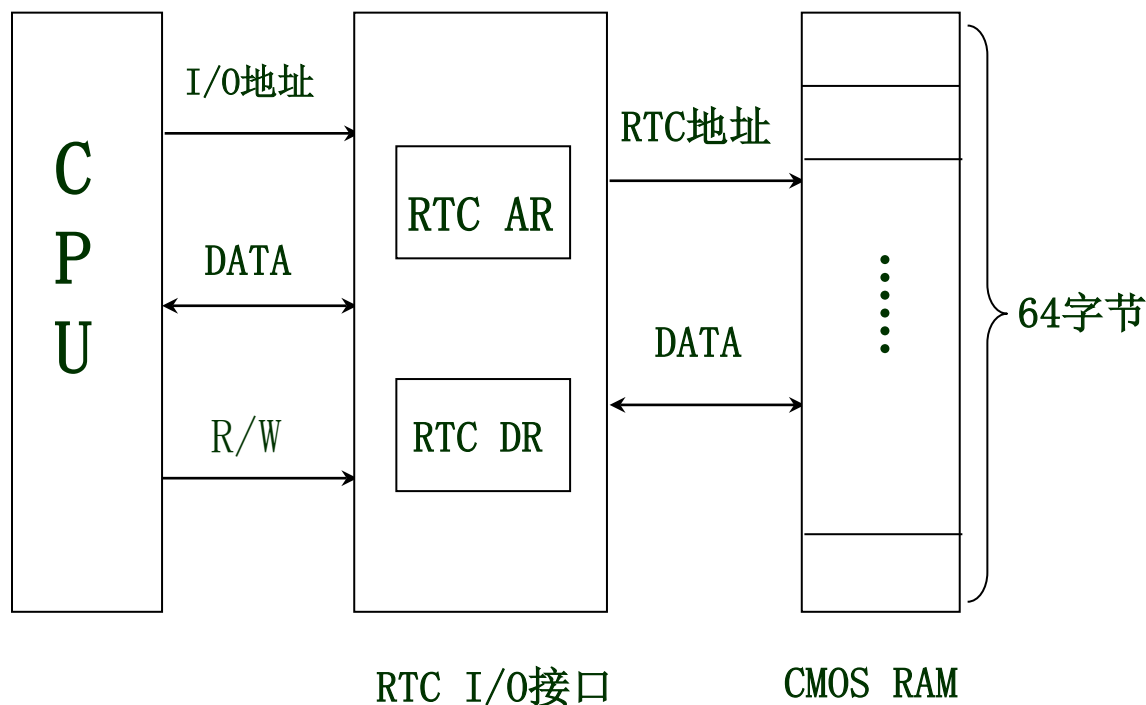 C
P
U
I/O地址
DATA
R/W
RTC AR
RTC DR
RTC地址
DATA
64字节
RTC I/O接口
CMOS RAM